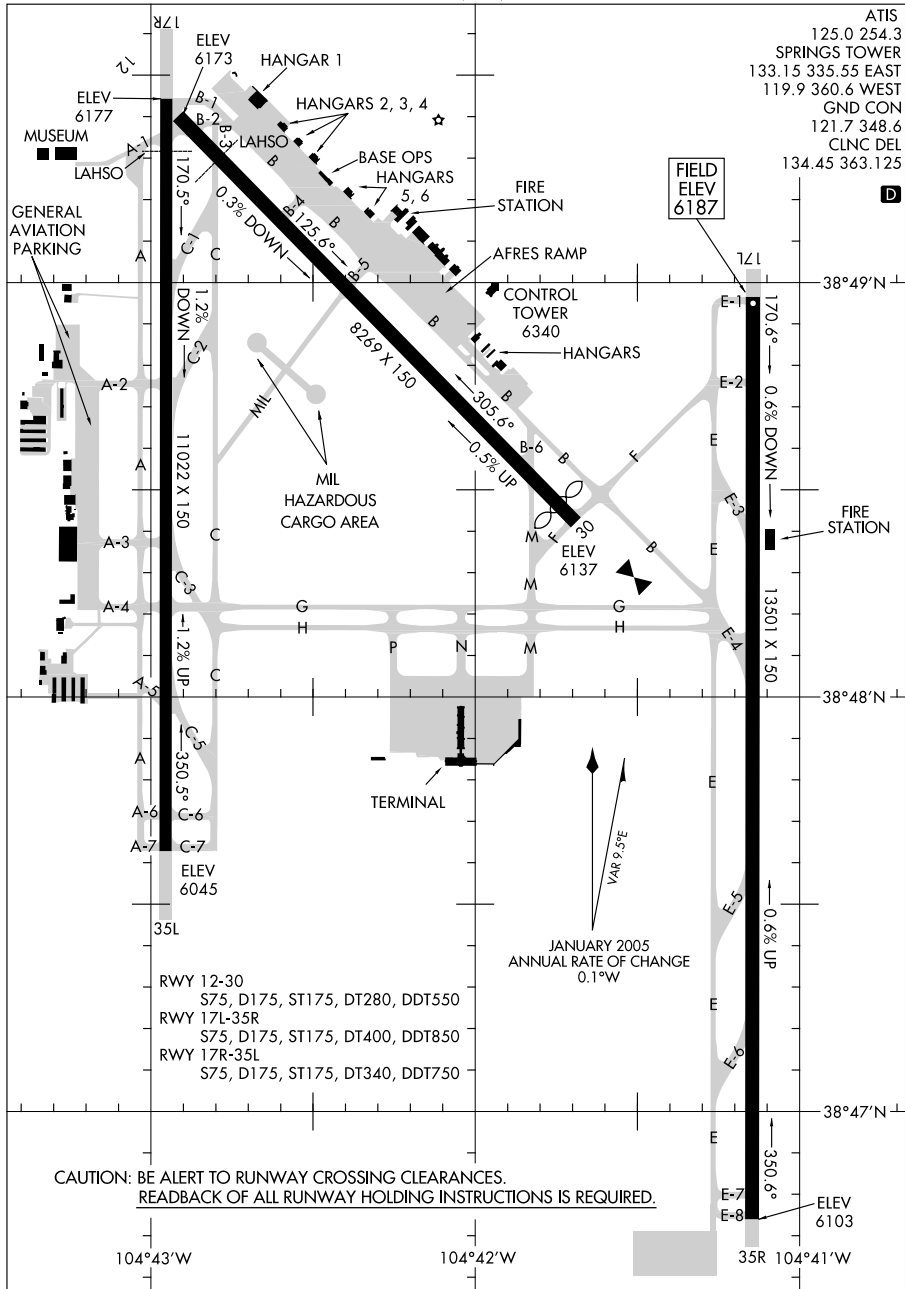 ATIS
125.0 254.3
SPRINGS TOWER
133.15 335.55 EAST
119.9 360.6 WEST
GND CON
121.7 348.6
CLNC DEL
134.45 363.125
D
17R
12
ELEV
6173
HANGAR 1
ELEV
6177
B-1
B-2
B-3
HANGARS 2, 3, 4
MUSEUM
A-1
LAHSO
LAHSO
170.5°
B
BASE OPS
HANGARS
5, 6
FIRE
STATION
FIELD
ELEV
6187
GENERAL
AVIATION
PARKING
0.3% DOWN
B-4
125.6°
B
B-5
AFRES RAMP
17L
A
C-1
C
38°49'N
1.2%
DOWN
C-2
8269 X 150
B
CONTROL
TOWER
6340
E-1
170.6°
HANGARS
A-2
MIL
305.6°
B
E-2
0.6% DOWN
11022 X 150
0.5% UP
B-6
B
F
E
A
MIL
HAZARDOUS
CARGO AREA
E-3
FIRE
STATION
A-3
C
M
F
30
ELEV
6137
B
E
C-3
M
A-4
G
G
13501 X 150
1.2% UP
H
H
P
N
M
E-4
C
A-5
38°48'N
C-5
350.5°
A
TERMINAL
E
A-6
C-6
VAR 9.5°E
A-7
C-7
ELEV
6045
E-5
0.6% UP
35L
JANUARY 2005
ANNUAL RATE OF CHANGE
0.1°W
RWY 12-30
S75, D175, ST175, DT280, DDT550
RWY 17L-35R
S75, D175, ST175, DT400, DDT850
RWY 17R-35L
S75, D175, ST175, DT340, DDT750
E
E-6
38°47'N
E
350.6°
CAUTION: BE ALERT TO RUNWAY CROSSING CLEARANCES.
READBACK OF ALL RUNWAY HOLDING INSTRUCTIONS IS REQUIRED.
E-7
E-8
ELEV
6103
104°43'W
104°42'W
35R
104°41'W